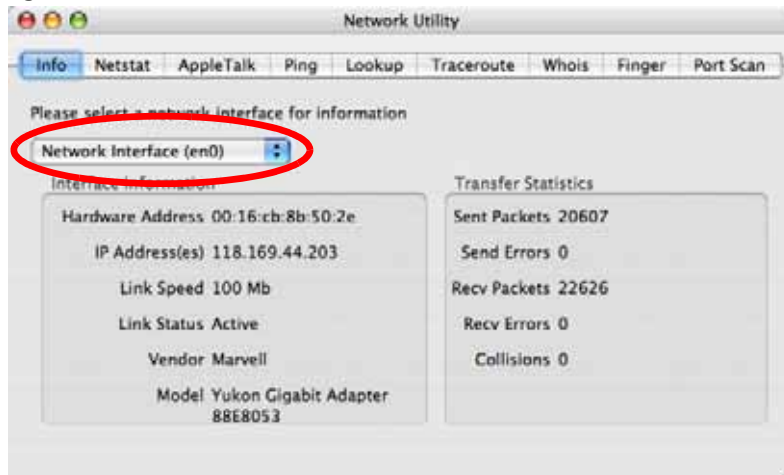 Network Utility
Info Netstat AppleTalk Ping Lookup Traceroute Whois Finger Port Scan
Please select a network interface for information
Network Interface (en0)
Interface Information
Hardware Address 00:16:cb:8b:50:2e
IP Address(es) 118.169.44.203
Link Speed 100 Mb
Link Status Active
Vendor Marvell
Model Yukon Gigabit Adapter
88E8053
Transfer Statistics
Sent Packets 20607
Send Errors 0
Recv Packets 22626
Recv Errors 0
Collisions 0